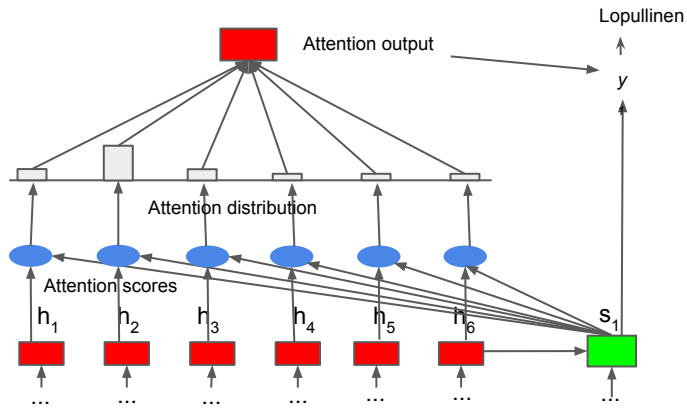 Lopullinen
Attention output
y
Attention distribution
Attention scores
h1 h2 h3 h4 h5 h6 s1
... ... ... ... ... ... ...